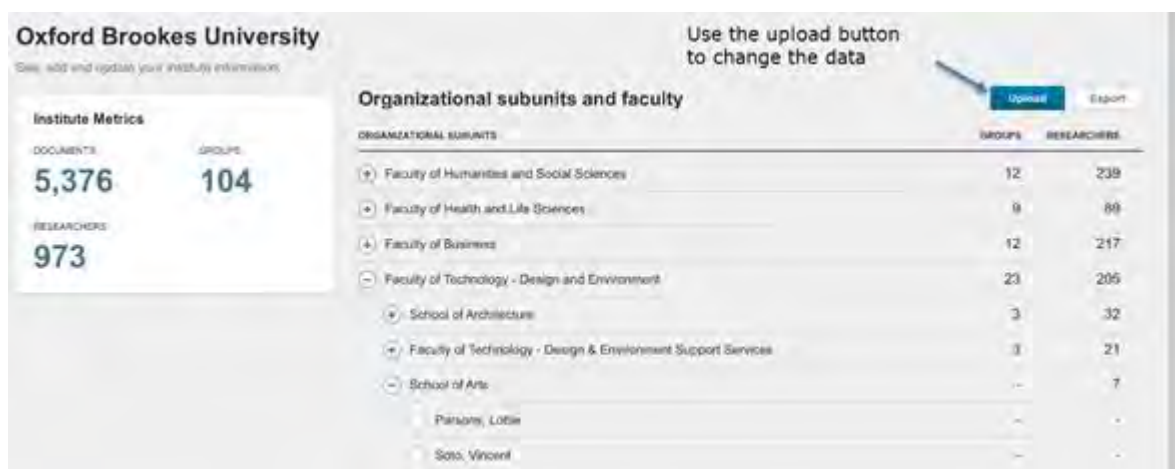 Oxford Brookes University
See, add and update your institute information
Use the upload button
to change the data
Institute Metrics
DOCUMENTS GROUPS
5,376 104
RESEARCHERS
973
Organizational subunits and faculty
Upload Export
ORGANIZATIONAL SUBUNITS GROUPS RESEARCHERS
Faculty of Humanities and Social Sciences 12 239
Faculty of Health and Life Sciences 9 89
Faculty of Business 12 217
Faculty of Technology - Design and Environment 23 205
School of Architecture 3 32
Faculty of Technology - Design & Environment Support Services 3 21
School of Arts - 7
Parsons, Lottie - -
Soto, Vincent - -